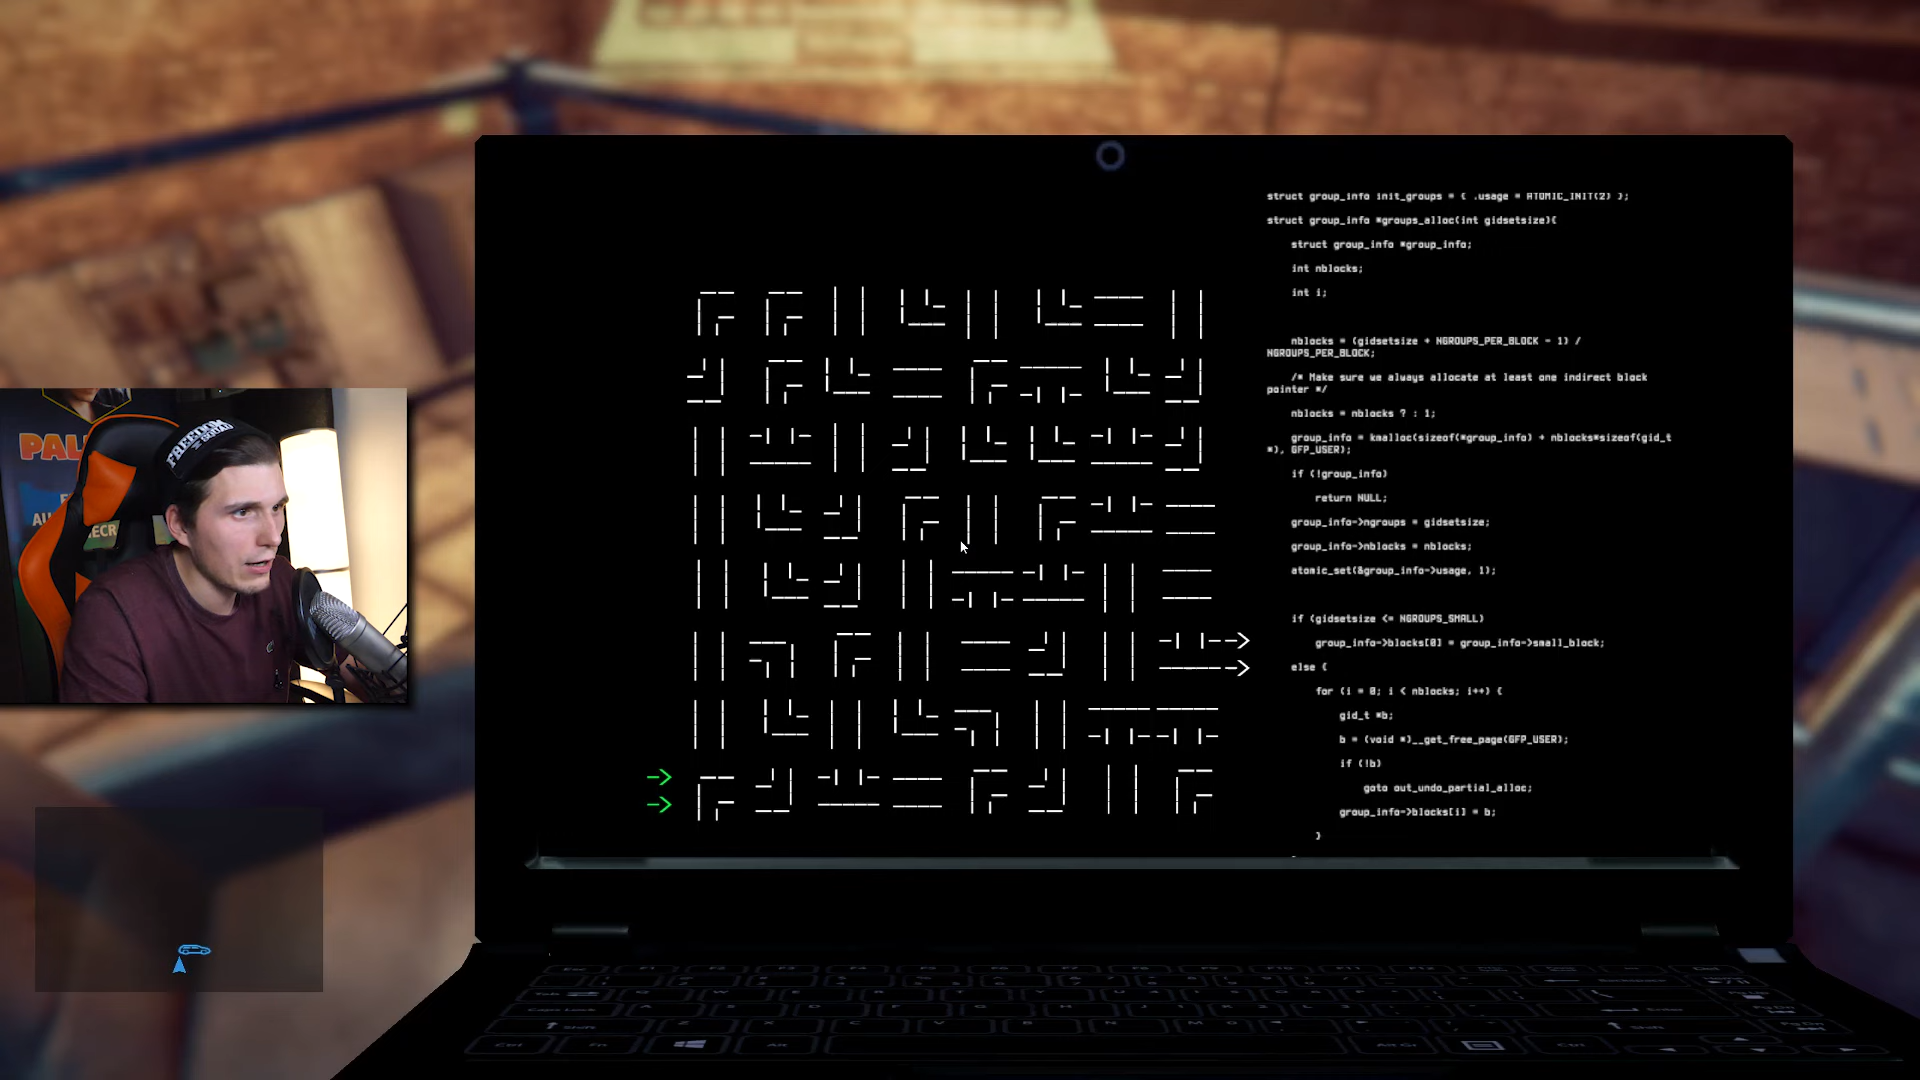 struct group_info init_groups = { .usage = ATOMIC_INIT(2) };
struct group_info *groups_alloc(int gidsetsize){
struct group_info *group_info;
int nblocks;
int i;
nblocks = (gidsetsize + NGROUPS_PER_BLOCK - 1) /
NGROUPS_PER_BLOCK;
/* Make sure we always allocate at least one indirect block
pointer */
nblocks = nblocks ? : 1;
group_info = kmalloc(sizeof(*group_info) + nblocks*sizeof(gid_t
*), GFP_USER);
if (!group_info)
return NULL;
group_info->ngroups = gidsetsize;
group_info->nblocks = nblocks;
atomic_set(&group_info->usage, 1);
if (gidsetsize <= NGROUPS_SMALL)
group_info->blocks[0] = group_info->small_block;
else {
for (i = 0; i < nblocks; i++) {
gid_t *b;
b = (void *)__get_free_page(GFP_USER);
if (!b)
goto out_undo_partial_alloc;
group_info->blocks[i] = b;
}
FREEDOM
SQUAD